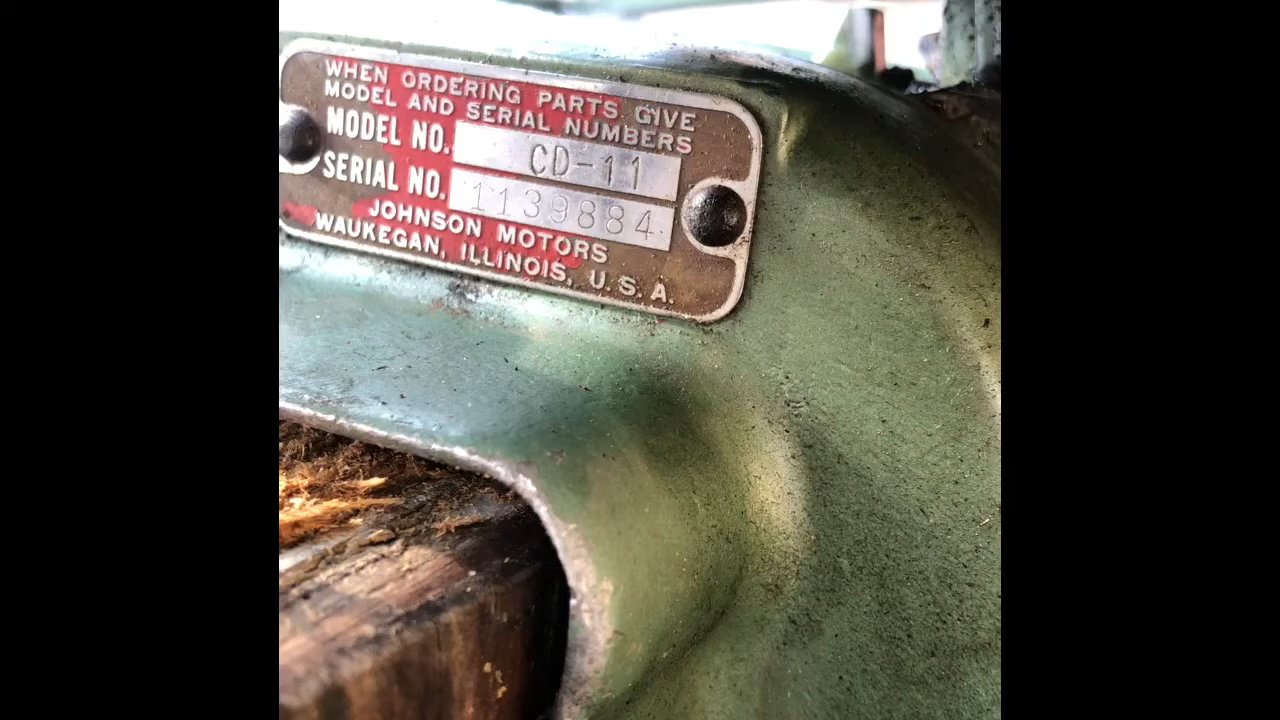 WHEN ORDERING PARTS GIVE
MODEL AND SERIAL NUMBERS
MODEL NO. CD-11
SERIAL NO. 1139884
JOHNSON MOTORS
WAUKEGAN, ILLINOIS, U.S.A.